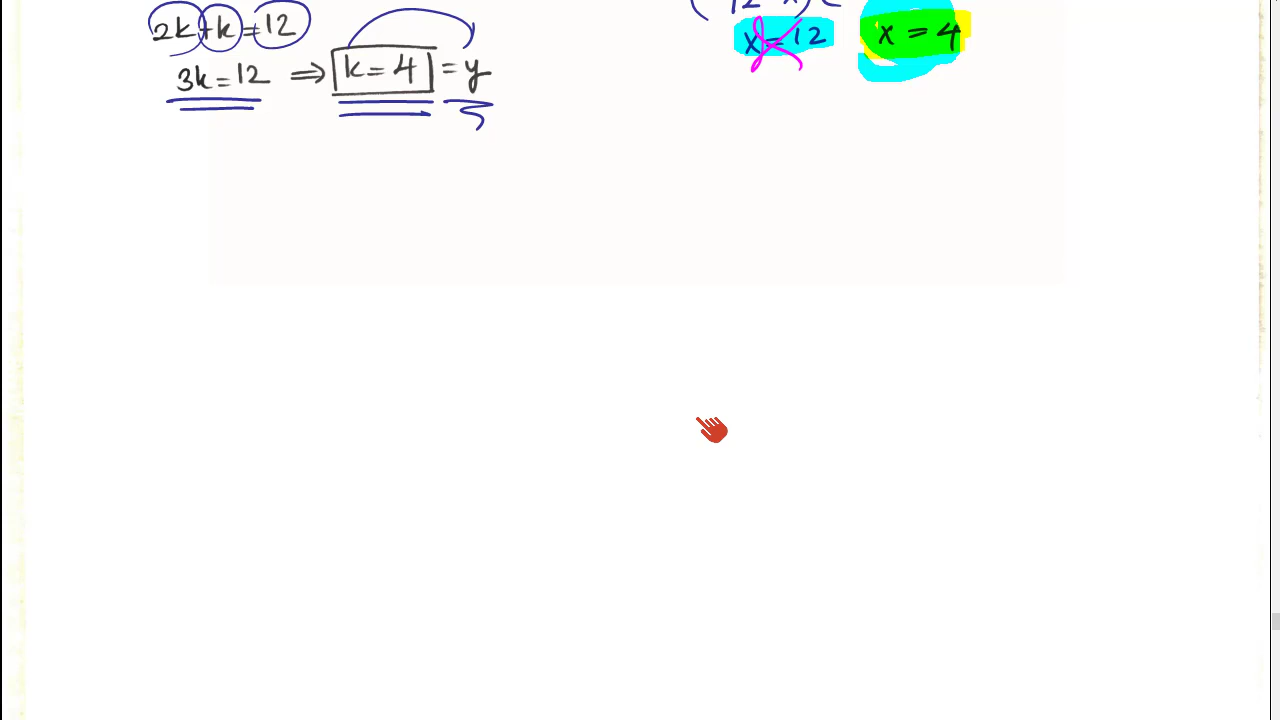 2k+k=12
3k=12 ⇒ k=4 =y
x=12 x=4